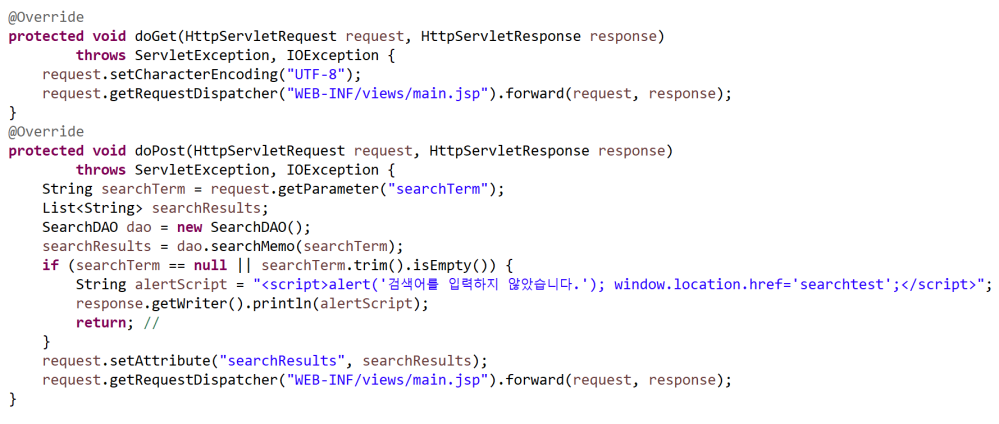 @Override
protected void doGet(HttpServletRequest request, HttpServletResponse response)
        throws ServletException, IOException {
    request.setCharacterEncoding("UTF-8");
    request.getRequestDispatcher("WEB-INF/views/main.jsp").forward(request, response);
}
@Override
protected void doPost(HttpServletRequest request, HttpServletResponse response)
        throws ServletException, IOException {
    String searchTerm = request.getParameter("searchTerm");
    List<String> searchResults;
    SearchDAO dao = new SearchDAO();
    searchResults = dao.searchMemo(searchTerm);
    if (searchTerm == null || searchTerm.trim().isEmpty()) {
        String alertScript = "<script>alert('검색어를 입력하지 않았습니다.'); window.location.href='searchtest';</script>";
        response.getWriter().println(alertScript);
        return; //
    }
    request.setAttribute("searchResults", searchResults);
    request.getRequestDispatcher("WEB-INF/views/main.jsp").forward(request, response);
}